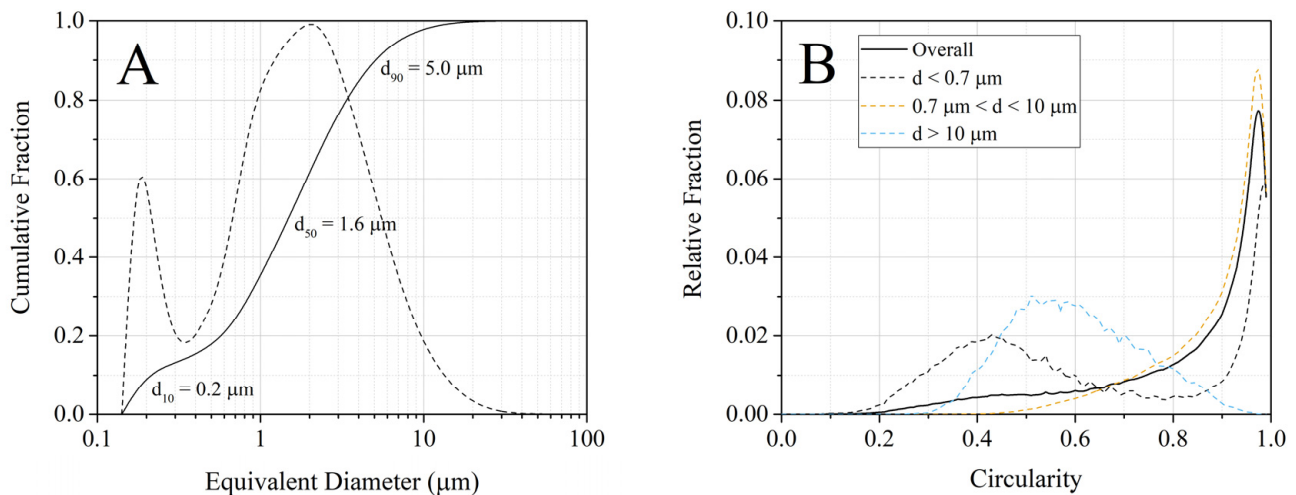 A
Cumulative Fraction
1.0
0.8
0.6
0.4
0.2
0.0
d90 = 5.0 μm
d50 = 1.6 μm
d10 = 0.2 μm
0.1
1
10
100
Equivalent Diameter (μm)
B
Relative Fraction
0.10
0.08
0.06
0.04
0.02
0.00
Overall
d < 0.7 μm
0.7 μm < d < 10 μm
d > 10 μm
0.0
0.2
0.4
0.6
0.8
1.0
Circularity